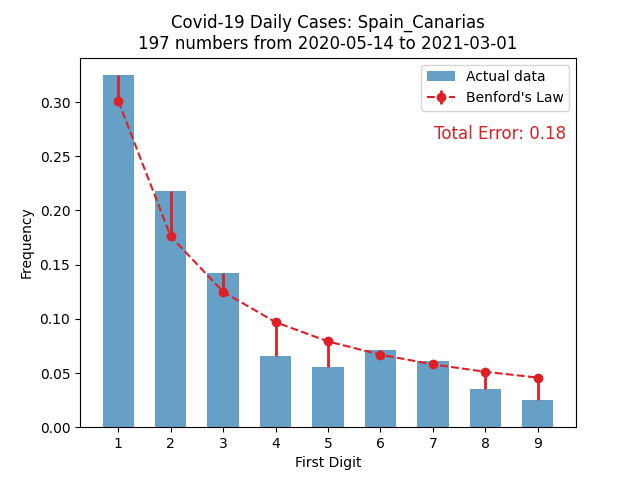 Covid-19 Daily Cases: Spain_Canarias
197 numbers from 2020-05-14 to 2021-03-01
Actual data
Benford's Law
Total Error: 0.18
Frequency
0.30
0.25
0.20
0.15
0.10
0.05
0.00
1 2 3 4 5 6 7 8 9
First Digit